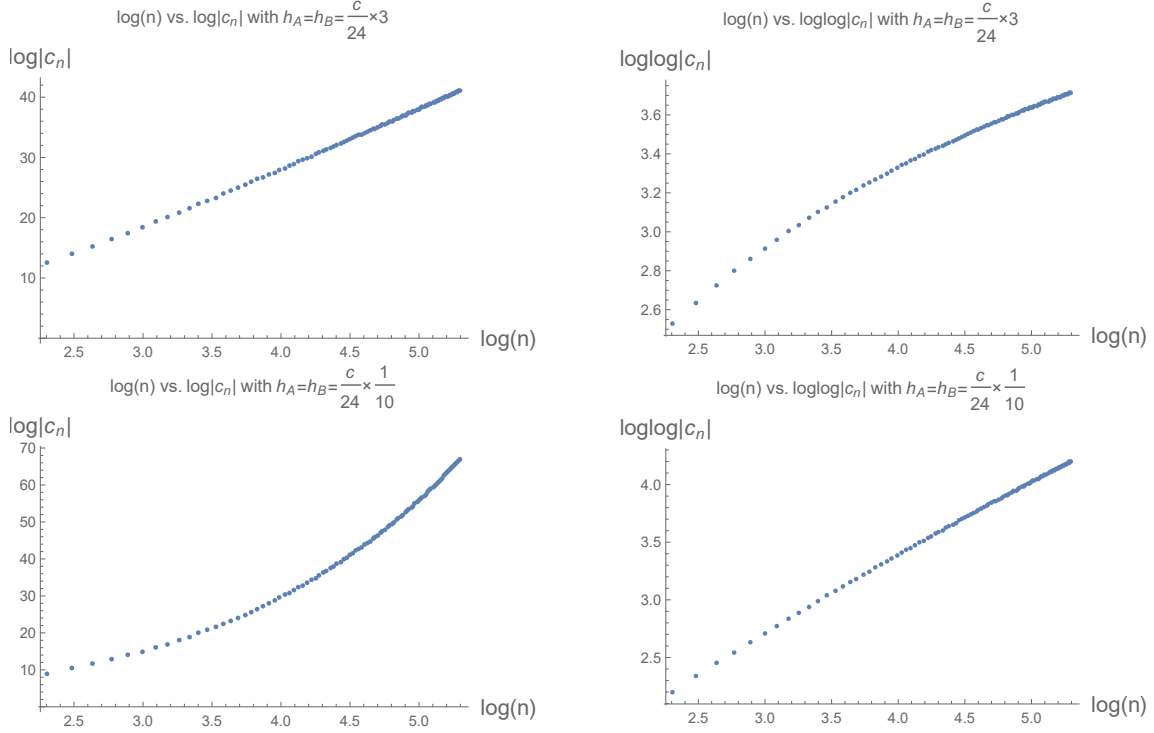 log(n) vs. log|cₙ| with h_A=h_B=c/24×3
log|cₙ|
40
30
20
10
2.5 3.0 3.5 4.0 4.5 5.0
log(n)
log(n) vs. loglog|cₙ| with h_A=h_B=c/24×3
loglog|cₙ|
3.6
3.4
3.2
3.0
2.8
2.6
2.5 3.0 3.5 4.0 4.5 5.0
log(n)
log(n) vs. log|cₙ| with h_A=h_B=c/24×1/10
log|cₙ|
70
60
50
40
30
20
10
2.5 3.0 3.5 4.0 4.5 5.0
log(n)
log(n) vs. loglog|cₙ| with h_A=h_B=c/24×1/10
loglog|cₙ|
4.0
3.5
3.0
2.5
2.5 3.0 3.5 4.0 4.5 5.0
log(n)